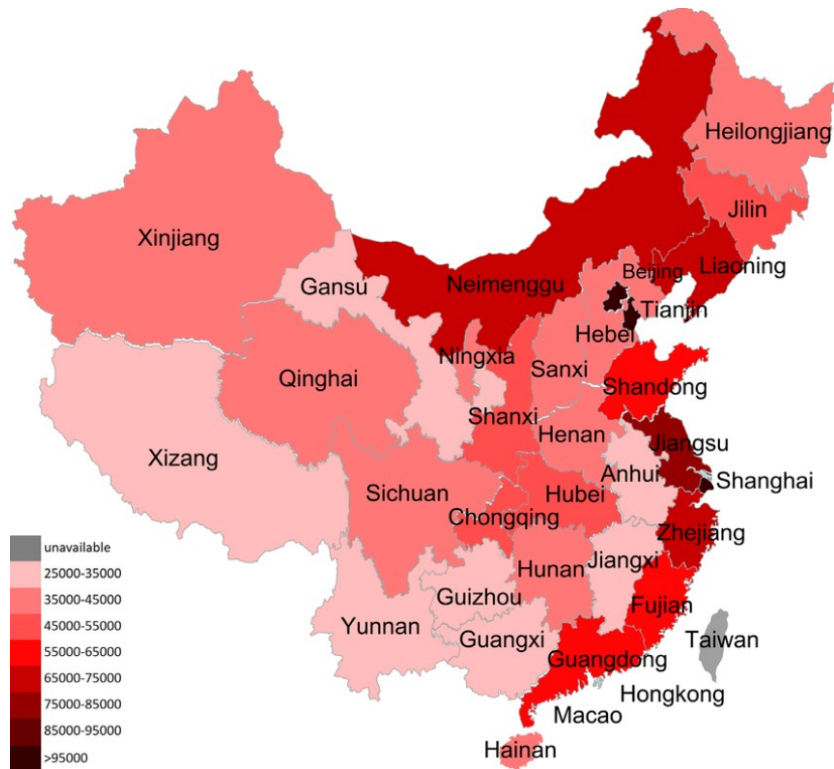 Heilongjiang
Jilin
Xinjiang
Beijing
Liaoning
Gansu
Neimenggu
Tianjin
Hebei
Ningxia
Sanxi
Qinghai
Shandong
Shanxi
Henan
Jiangsu
Xizang
Anhui
Shanghai
Sichuan
Hubei
Chongqing
Zhejiang
Jiangxi
Hunan
Guizhou
Fujian
Yunnan
Guangxi
Taiwan
Guangdong
Hongkong
Macao
Hainan
unavailable
25000-35000
35000-45000
45000-55000
55000-65000
65000-75000
75000-85000
85000-95000
>95000